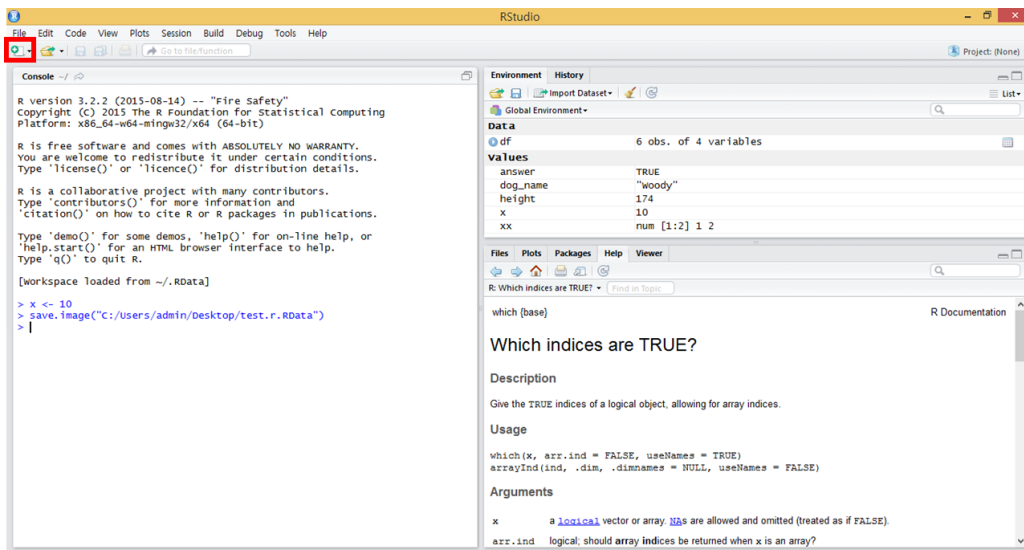 RStudio
File Edit Code View Plots Session Build Debug Tools Help
Go to file/function
Project: (None)
Console ~/
R version 3.2.2 (2015-08-14) -- "Fire Safety"
Copyright (C) 2015 The R Foundation for Statistical Computing
Platform: x86_64-w64-mingw32/x64 (64-bit)
R is free software and comes with ABSOLUTELY NO WARRANTY.
You are welcome to redistribute it under certain conditions.
Type 'license()' or 'licence()' for distribution details.
R is a collaborative project with many contributors.
Type 'contributors()' for more information and
'citation()' on how to cite R or R packages in publications.
Type 'demo()' for some demos, 'help()' for on-line help, or
'help.start()' for an HTML browser interface to help.
Type 'q()' to quit R.
[Workspace loaded from ~/.RData]
> x <- 10
> save.image("C:/Users/admin/Desktop/test.r.RData")
>
Environment History
Import Dataset
List
Global Environment
Data
df 6 obs. of 4 variables
Values
answer TRUE
dog_name "Woody"
height 174
x 10
xx num [1:2] 1 2
Files Plots Packages Help Viewer
R: Which indices are TRUE? Find in Topic
which {base} R Documentation
Which indices are TRUE?
Description
Give the TRUE indices of a logical object, allowing for array indices.
Usage
which(x, arr.ind = FALSE, useNames = TRUE)
arrayInd(ind, .dim, .dimnames = NULL, useNames = FALSE)
Arguments
x a logical vector or array. NAs are allowed and omitted (treated as if FALSE).
arr.ind logical; should array indices be returned when x is an array?